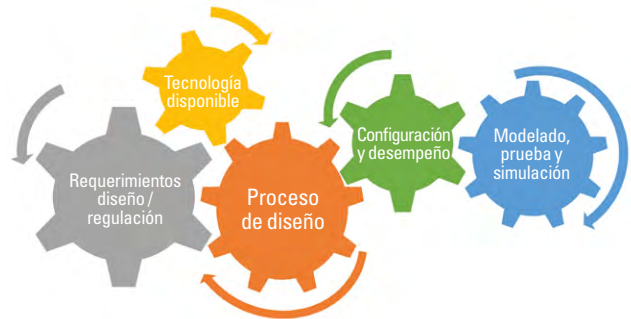 Tecnología
disponible
Requerimientos
diseño /
regulación
Proceso
de diseño
Configuración
y desempeño
Modelado,
prueba y
simulación